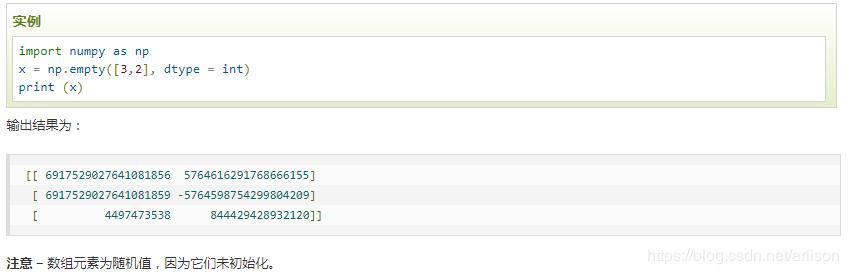 实例
import numpy as np
x = np.empty([3,2], dtype = int)
print (x)
输出结果为：
[[ 6917529027641081856  5764616291768666155]
 [ 6917529027641081859 -5764598754299804209]
 [          4497473538      844429428932120]]
注意 – 数组元素为随机值，因为它们未初始化。
https://blog.csdn.net/arlison